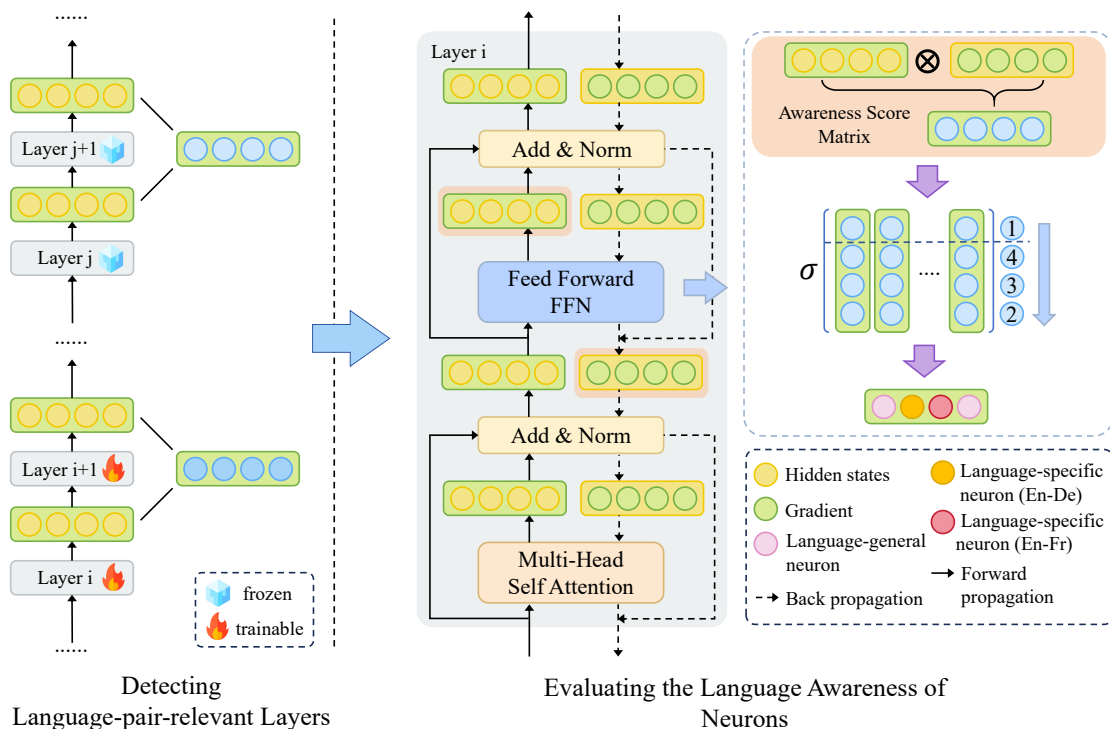 ......
Layer j+1
Layer j
......
Layer i+1
Layer i
......
frozen
trainable
Detecting
Language-pair-relevant Layers
Layer i
Add & Norm
Feed Forward
FFN
Add & Norm
Multi-Head
Self Attention
Evaluating the Language Awareness of
Neurons
⊗
Awareness Score
Matrix
σ
....
1
4
3
2
Hidden states
Gradient
Language-general
neuron
Back propagation
Language-specific
neuron (En-De)
Language-specific
neuron (En-Fr)
Forward
propagation